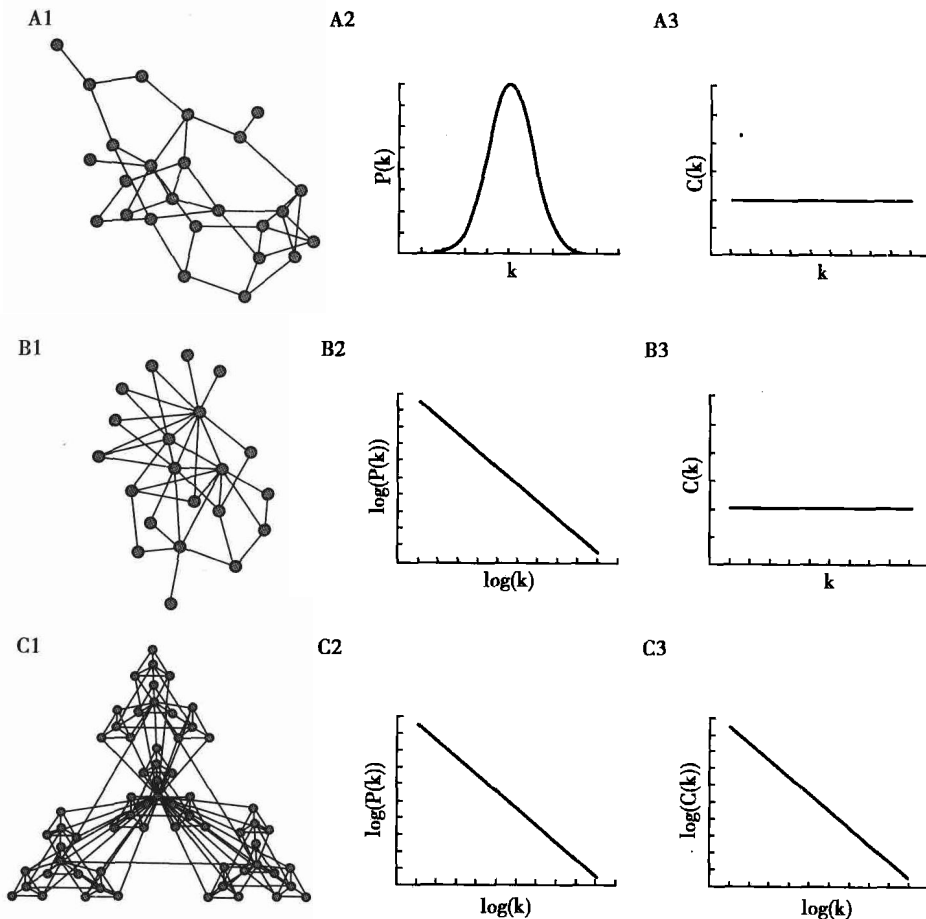 A1
A2
A3
P(k)
k
C(k)
k
B1
B2
B3
log(P(k))
log(k)
C(k)
k
C1
C2
C3
log(P(k))
log(k)
log(C(k))
log(k)